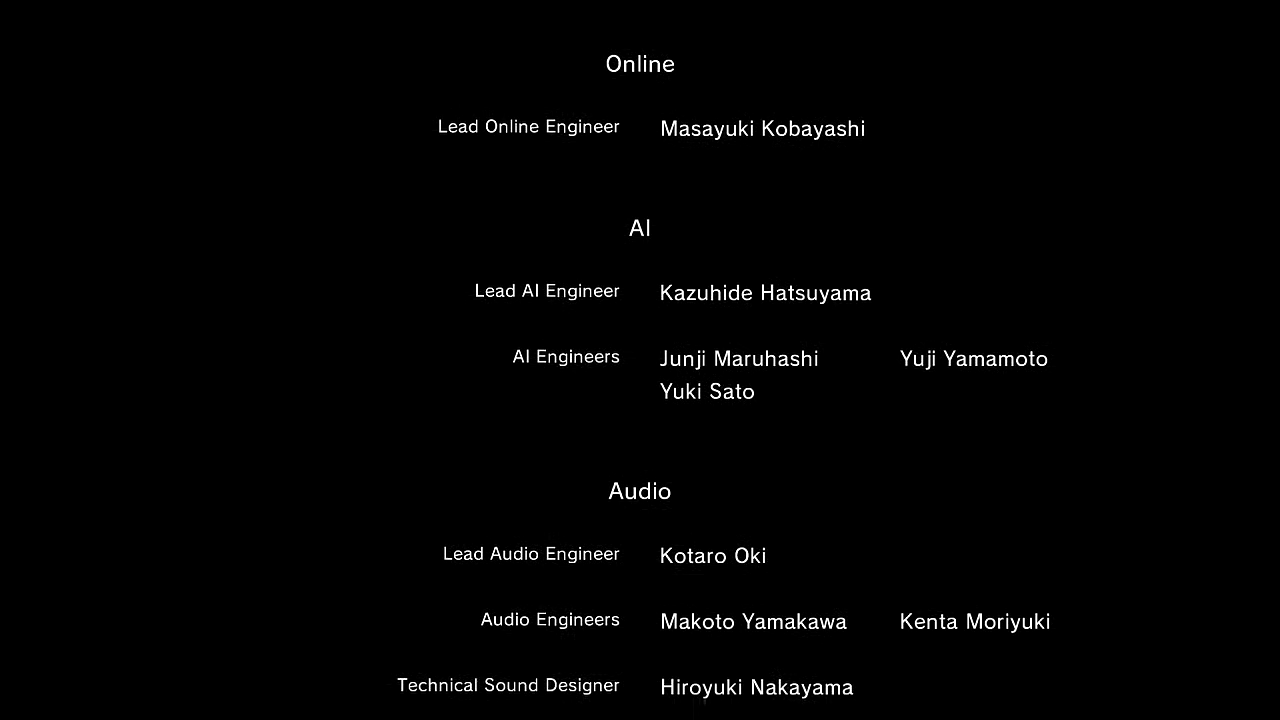 Online
Lead Online Engineer Masayuki Kobayashi
AI
Lead AI Engineer Kazuhide Hatsuyama
AI Engineers Junji Maruhashi Yuji Yamamoto
Yuki Sato
Audio
Lead Audio Engineer Kotaro Oki
Audio Engineers Makoto Yamakawa Kenta Moriyuki
Technical Sound Designer Hiroyuki Nakayama